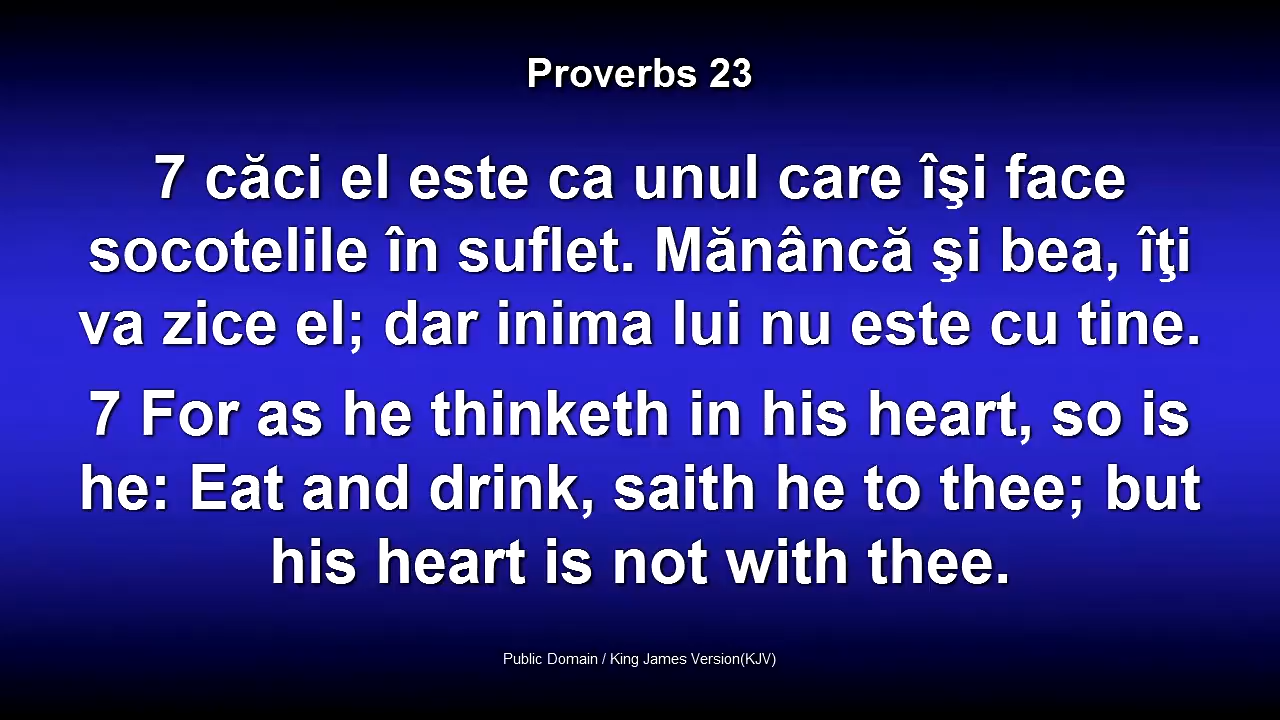 Proverbs 23
7 căci el este ca unul care îşi face
socotelile în suflet. Mănâncă şi bea, îţi
va zice el; dar inima lui nu este cu tine.
7 For as he thinketh in his heart, so is
he: Eat and drink, saith he to thee; but
his heart is not with thee.
Public Domain / King James Version(KJV)